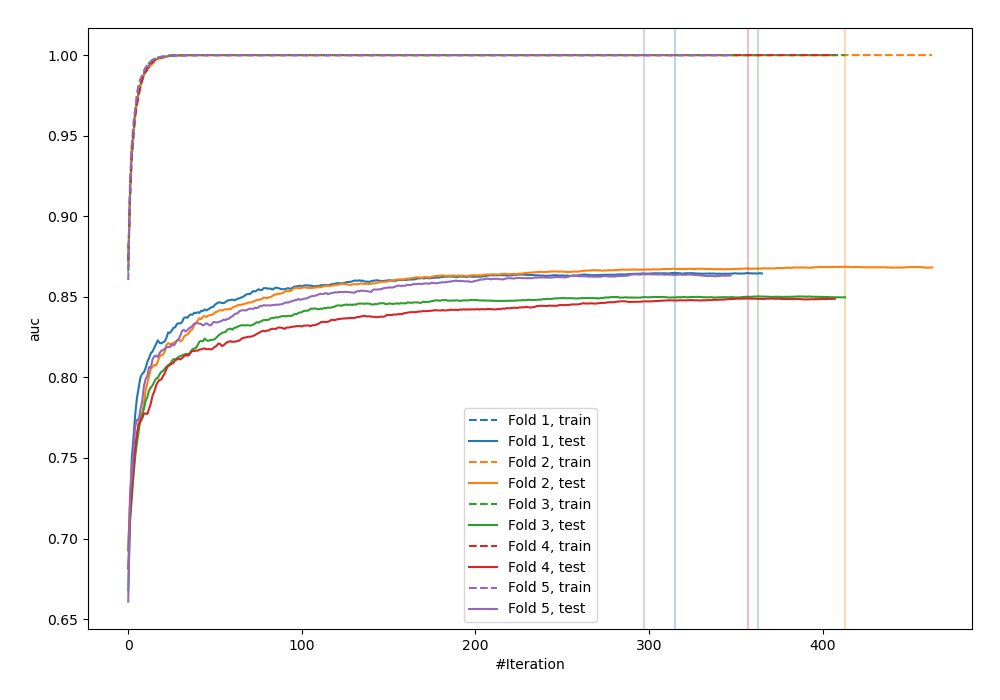 1.00
0.95
0.90
0.85
0.80
0.75
0.70
0.65
auc
Fold 1, train
Fold 1, test
Fold 2, train
Fold 2, test
Fold 3, train
Fold 3, test
Fold 4, train
Fold 4, test
Fold 5, train
Fold 5, test
0 100 200 300 400
#Iteration